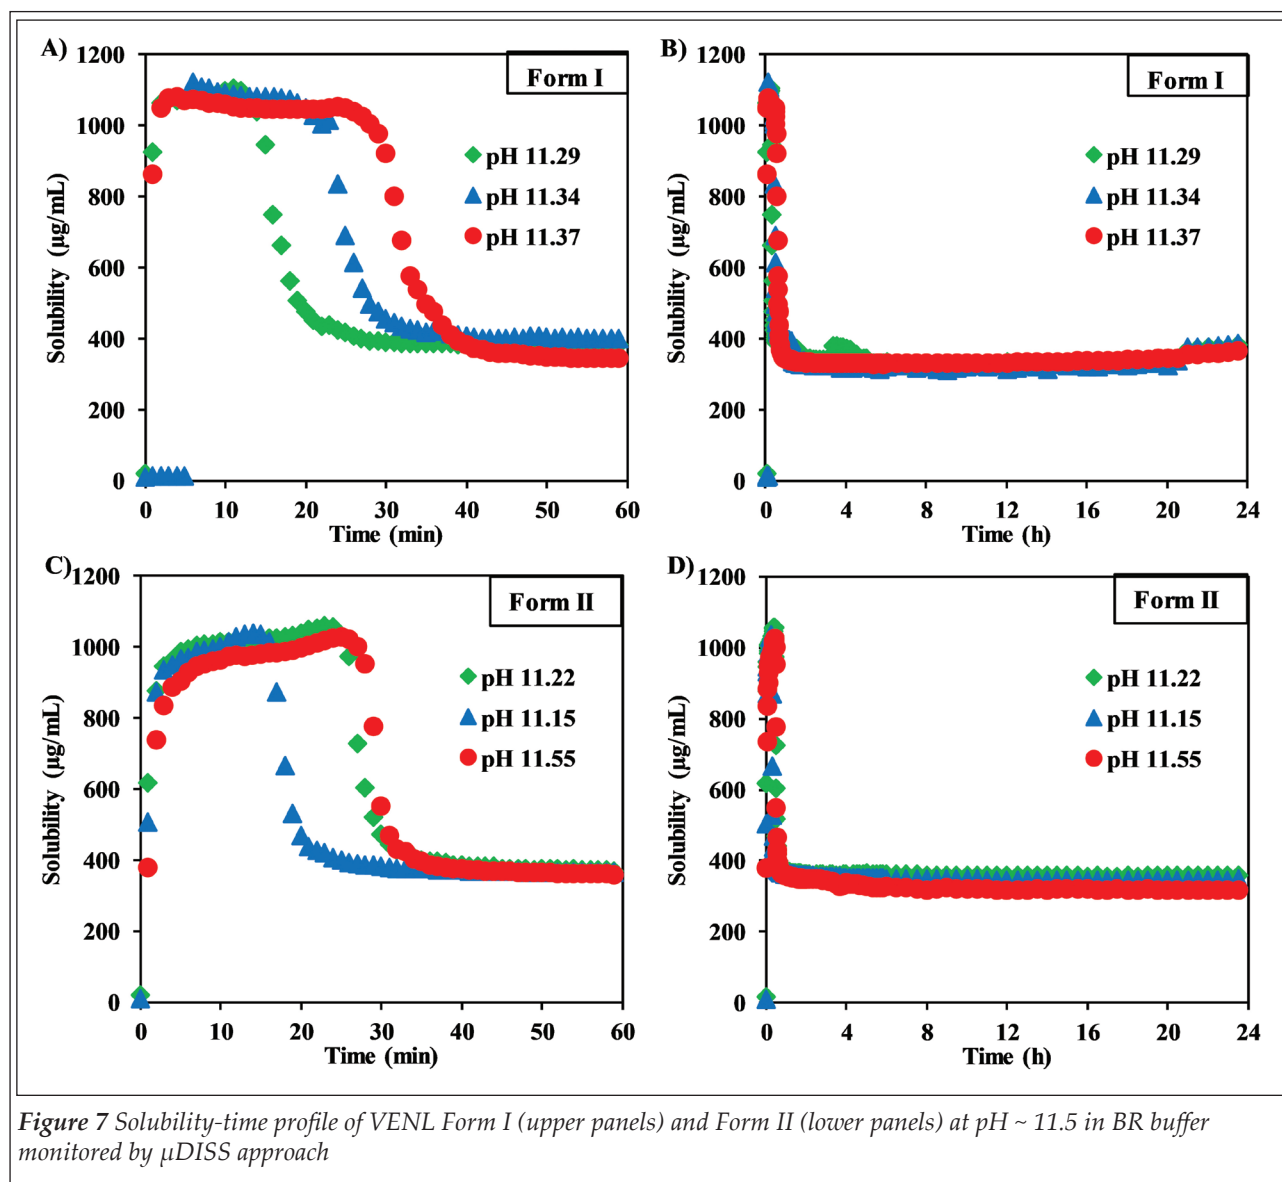 A)
1200
1000
800
600
400
200
0
Solubility (µg/mL)
Form I
pH 11.29
pH 11.34
pH 11.37
0 10 20 30 40 50 60
Time (min)
B)
1200
1000
800
600
400
200
0
Solubility (µg/mL)
Form I
pH 11.29
pH 11.34
pH 11.37
0 4 8 12 16 20 24
Time (h)
C)
1200
1000
800
600
400
200
0
Solubility (µg/mL)
Form II
pH 11.22
pH 11.15
pH 11.55
0 10 20 30 40 50 60
Time (min)
D)
1200
1000
800
600
400
200
0
Solubility (µg/mL)
Form II
pH 11.22
pH 11.15
pH 11.55
0 4 8 12 16 20 24
Time (h)
Figure 7 Solubility-time profile of VENL Form I (upper panels) and Form II (lower panels) at pH ~ 11.5 in BR buffer
monitored by µDISS approach